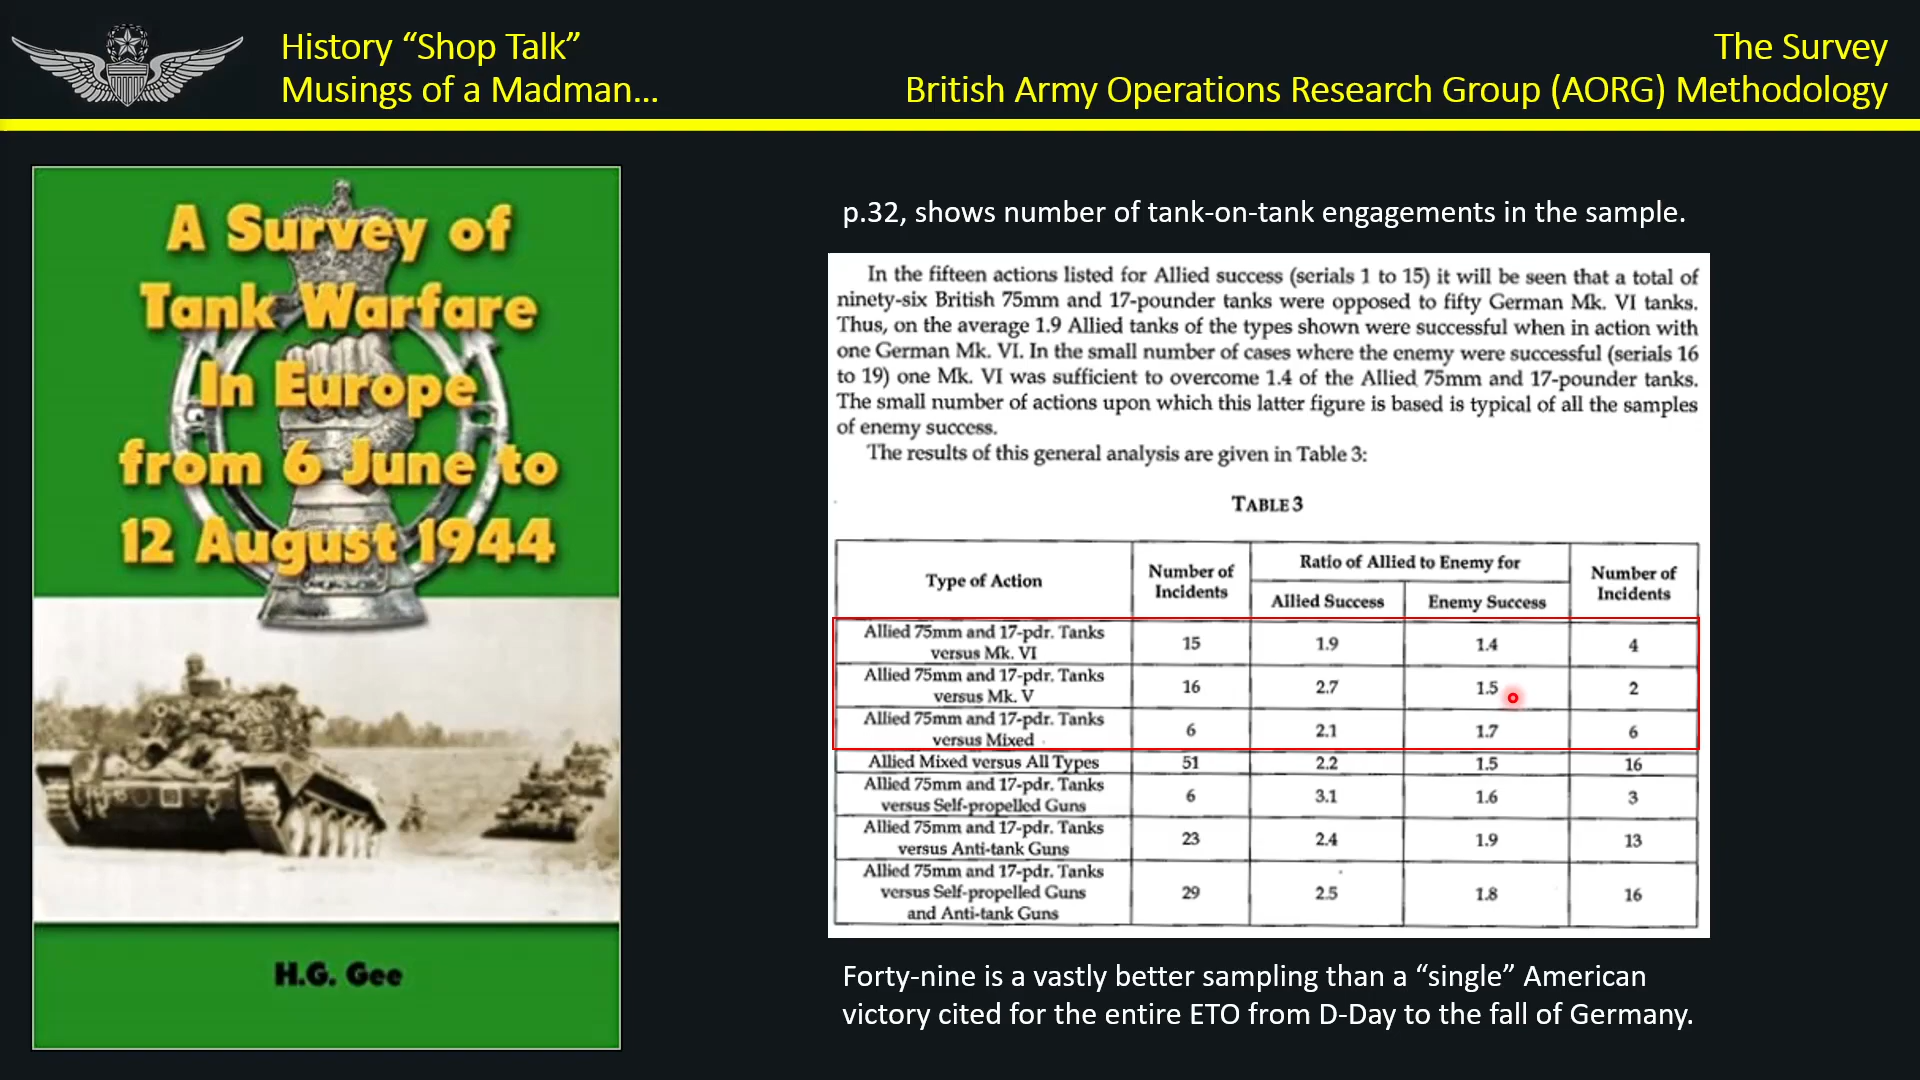 History “Shop Talk”
Musings of a Madman...
The Survey
British Army Operations Research Group (AORG) Methodology
A Survey of
Tank Warfare
In Europe
from 6 June to
12 August 1944
H.G. Gee
p.32, shows number of tank-on-tank engagements in the sample.
In the fifteen actions listed for Allied success (serials 1 to 15) it will be seen that a total of
ninety-six British 75mm and 17-pounder tanks were opposed to fifty German Mk. VI tanks.
Thus, on the average 1.9 Allied tanks of the types shown were successful when in action with
one German Mk. VI. In the small number of cases where the enemy were successful (serials 16
to 19) one Mk. VI was sufficient to overcome 1.4 of the Allied 75mm and 17-pounder tanks.
The small number of actions upon which this latter figure is based is typical of all the samples
of enemy success.
The results of this general analysis are given in Table 3:
TABLE 3
Type of Action
Number of
Incidents
Ratio of Allied to Enemy for
Allied Success
Enemy Success
Number of
Incidents
Allied 75mm and 17-pdr. Tanks
versus Mk. VI
15
1.9
1.4
4
Allied 75mm and 17-pdr. Tanks
versus Mk. V
16
2.7
1.5
2
Allied 75mm and 17-pdr. Tanks
versus Mixed
6
2.1
1.7
6
Allied Mixed versus All Types
51
2.2
1.5
16
Allied 75mm and 17-pdr. Tanks
versus Self-propelled Guns
6
3.1
1.6
3
Allied 75mm and 17-pdr. Tanks
versus Anti-tank Guns
23
2.4
1.9
13
Allied 75mm and 17-pdr. Tanks
versus Self-propelled Guns
and Anti-tank Guns
29
2.5
1.8
16
Forty-nine is a vastly better sampling than a “single” American
victory cited for the entire ETO from D-Day to the fall of Germany.